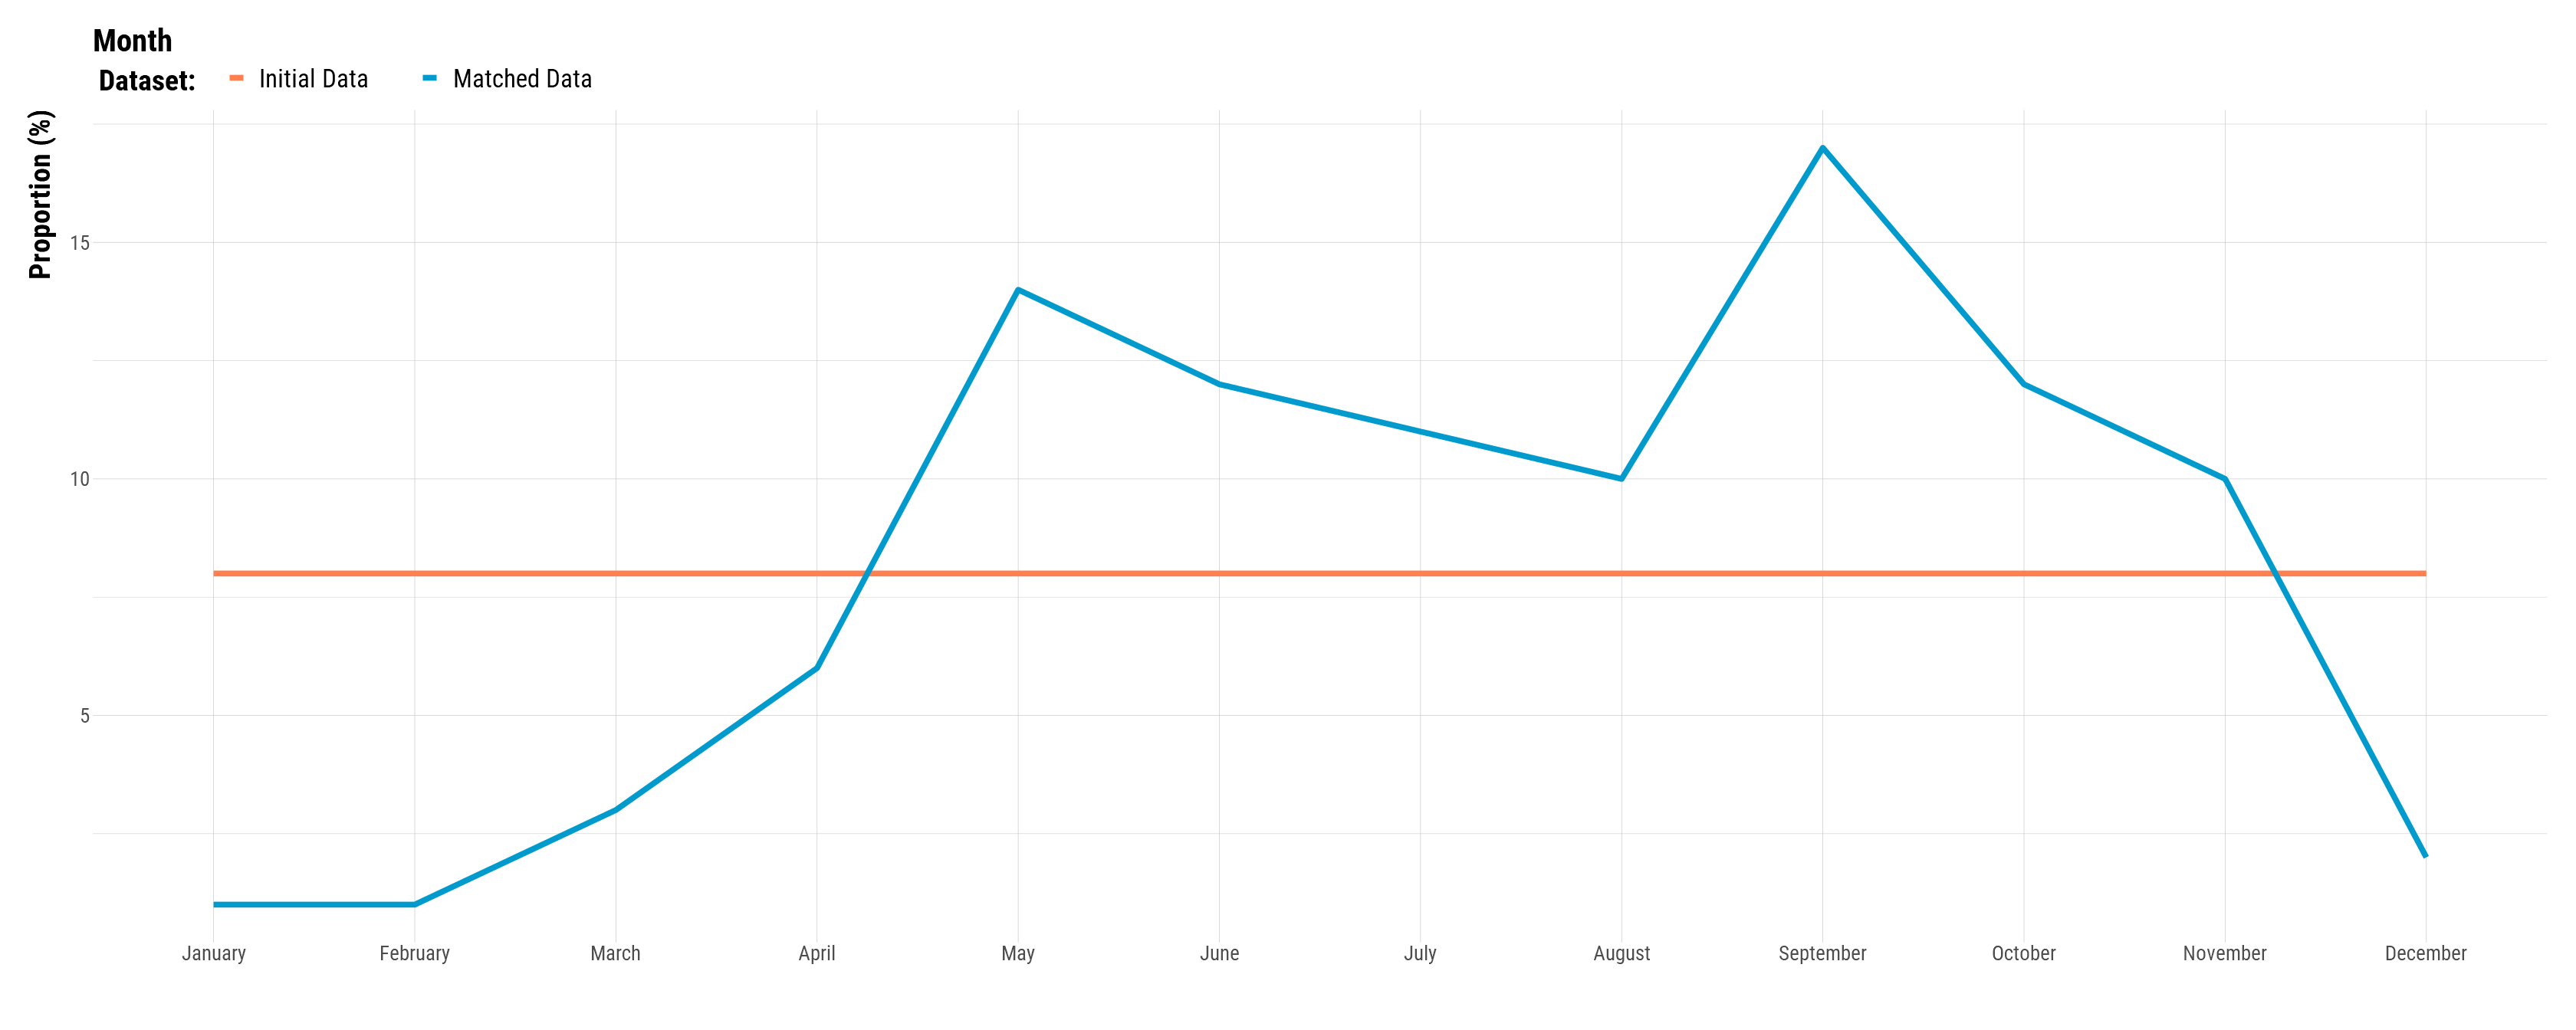 Month
Dataset: Initial Data Matched Data
Proportion (%)
15
10
5
January February March April May June July August September October November December